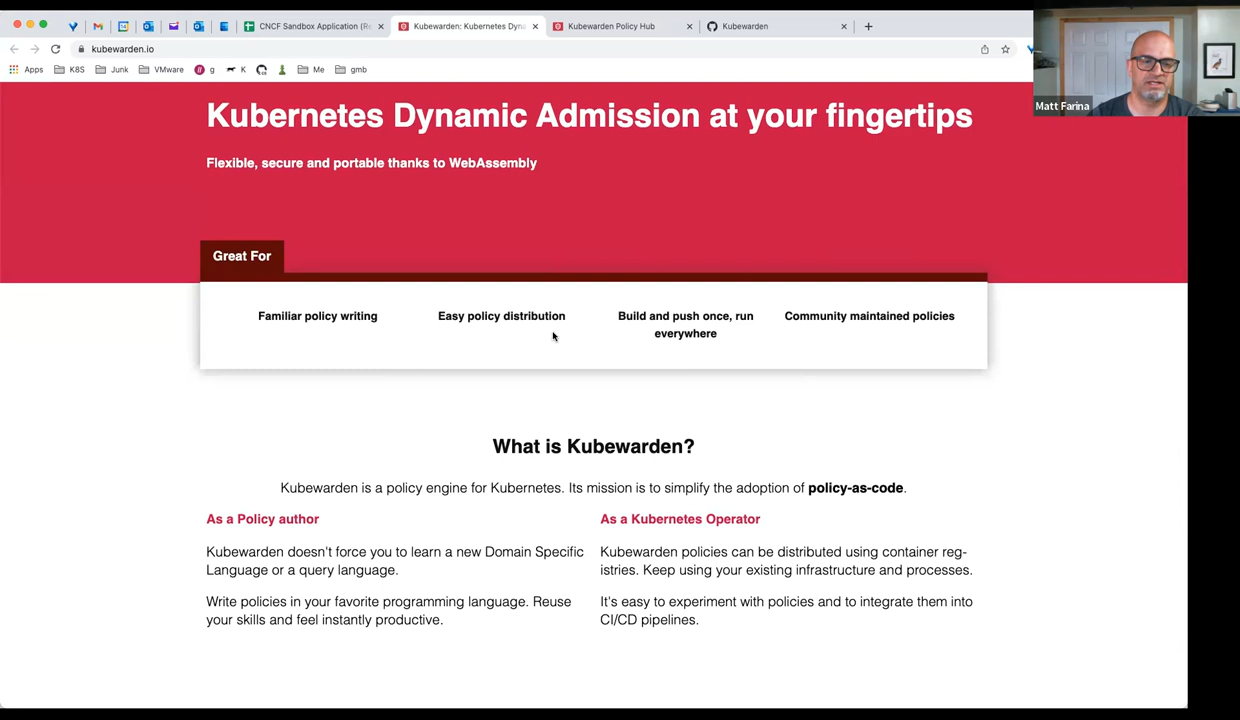 CNCF Sandbox Application (Re
Kubewarden: Kubernetes Dyna
Kubewarden Policy Hub
Kubewarden
kubewarden.io
Apps
K8S
Junk
VMware
g
K
Me
gmb
Matt Farina
Kubernetes Dynamic Admission at your fingertips
Flexible, secure and portable thanks to WebAssembly
Great For
Familiar policy writing
Easy policy distribution
Build and push once, run
everywhere
Community maintained policies
What is Kubewarden?
Kubewarden is a policy engine for Kubernetes. Its mission is to simplify the adoption of policy-as-code.
As a Policy author
Kubewarden doesn't force you to learn a new Domain Specific
Language or a query language.
Write policies in your favorite programming language. Reuse
your skills and feel instantly productive.
As a Kubernetes Operator
Kubewarden policies can be distributed using container reg-
istries. Keep using your existing infrastructure and processes.
It's easy to experiment with policies and to integrate them into
CI/CD pipelines.